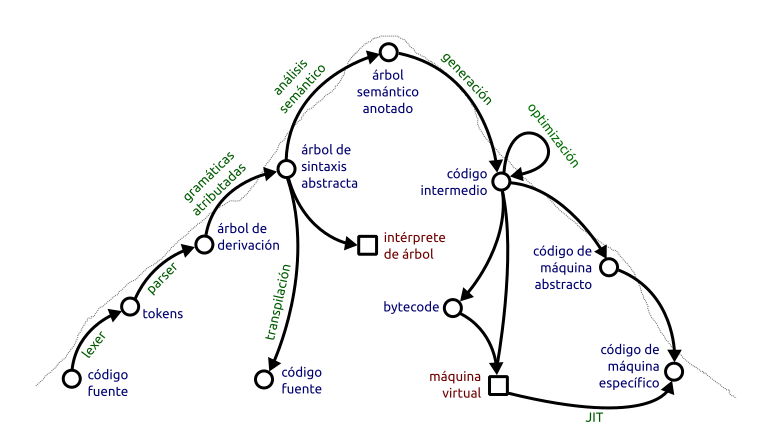 análisis
semántico
árbol
semántico
anotado
generación
optimización
gramáticas
atribuidas
árbol de
sintaxis
abstracta
código
intermedio
árbol de
derivación
intérprete
de árbol
código de
máquina
abstracto
parser
tokens
transpilación
bytecode
lexer
código
fuente
código
fuente
máquina
virtual
código de
máquina
específico
JIT